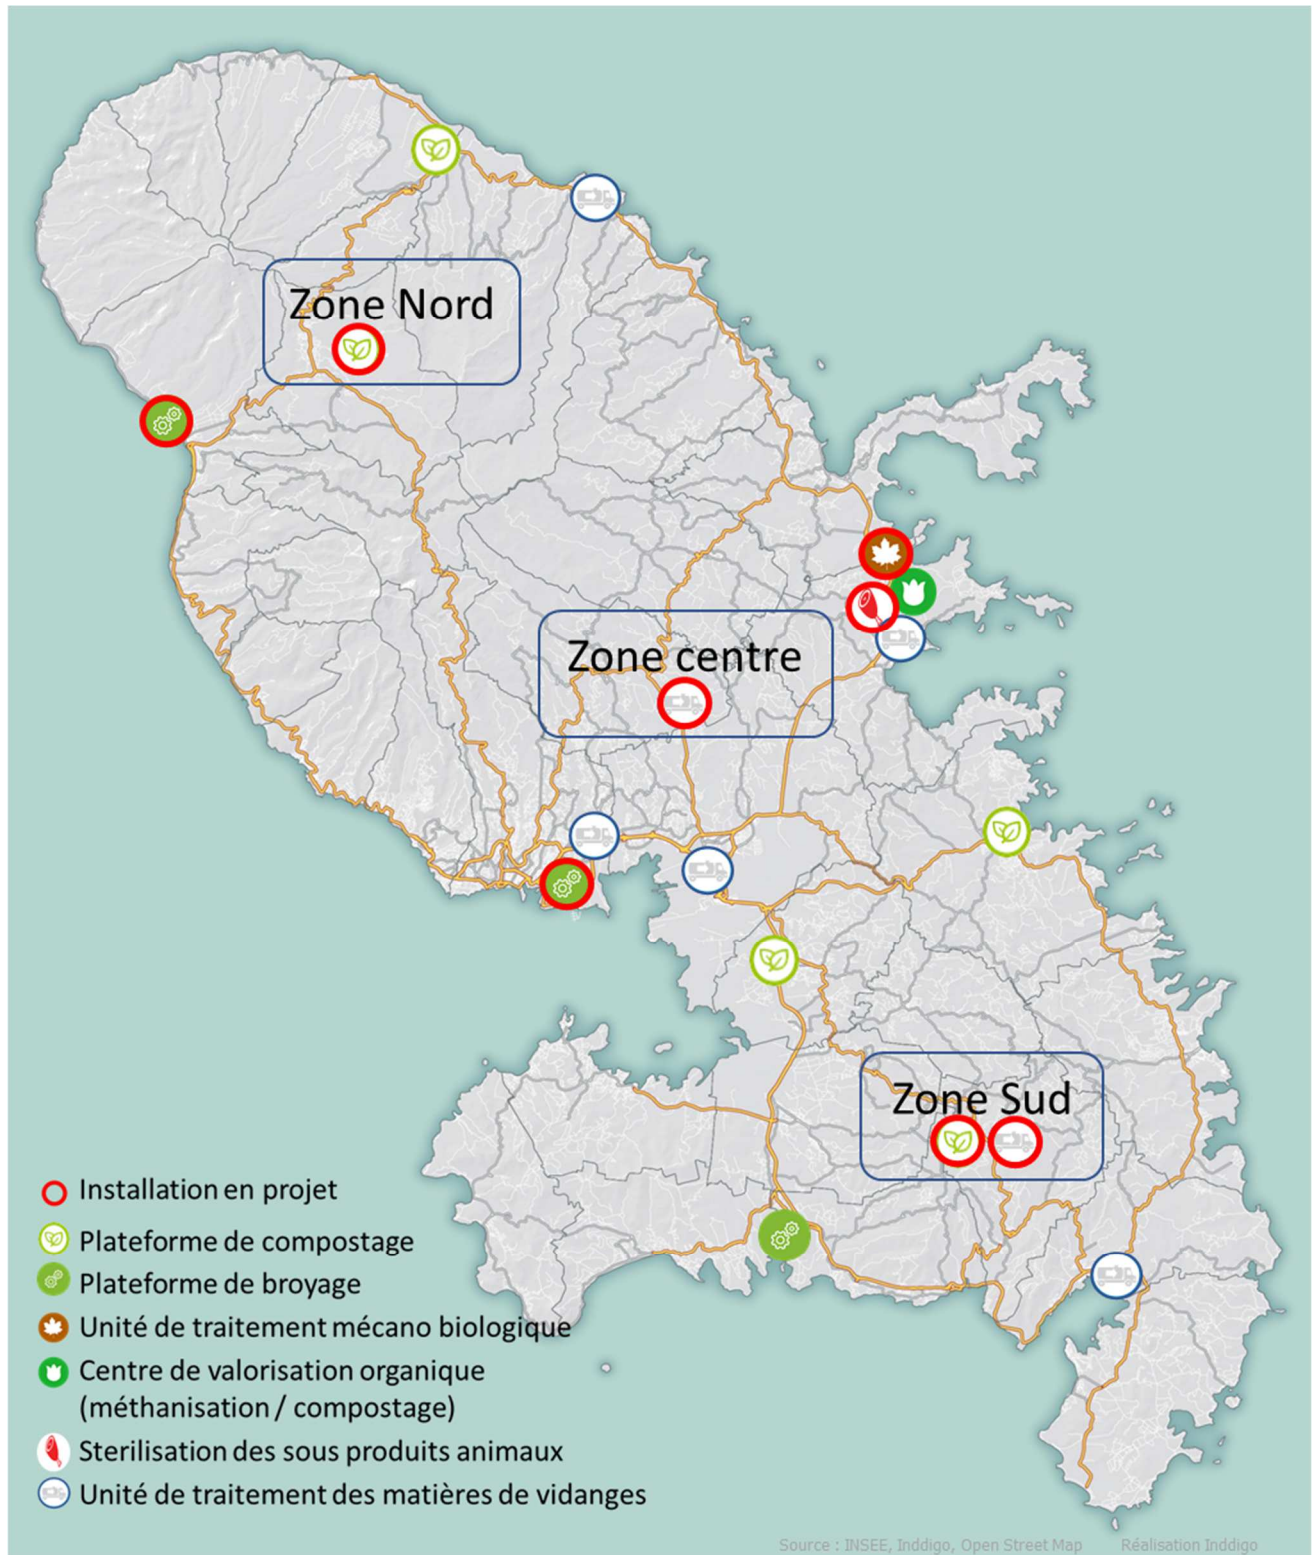 Zone Nord
Zone centre
Zone Sud
Installation en projet
Plateforme de compostage
Plateforme de broyage
Unité de traitement mécano biologique
Centre de valorisation organique
(méthanisation / compostage)
Sterilisation des sous produits animaux
Unité de traitement des matières de vidanges
Source : INSEE, Inddigo, Open Street Map Réalisation Inddigo